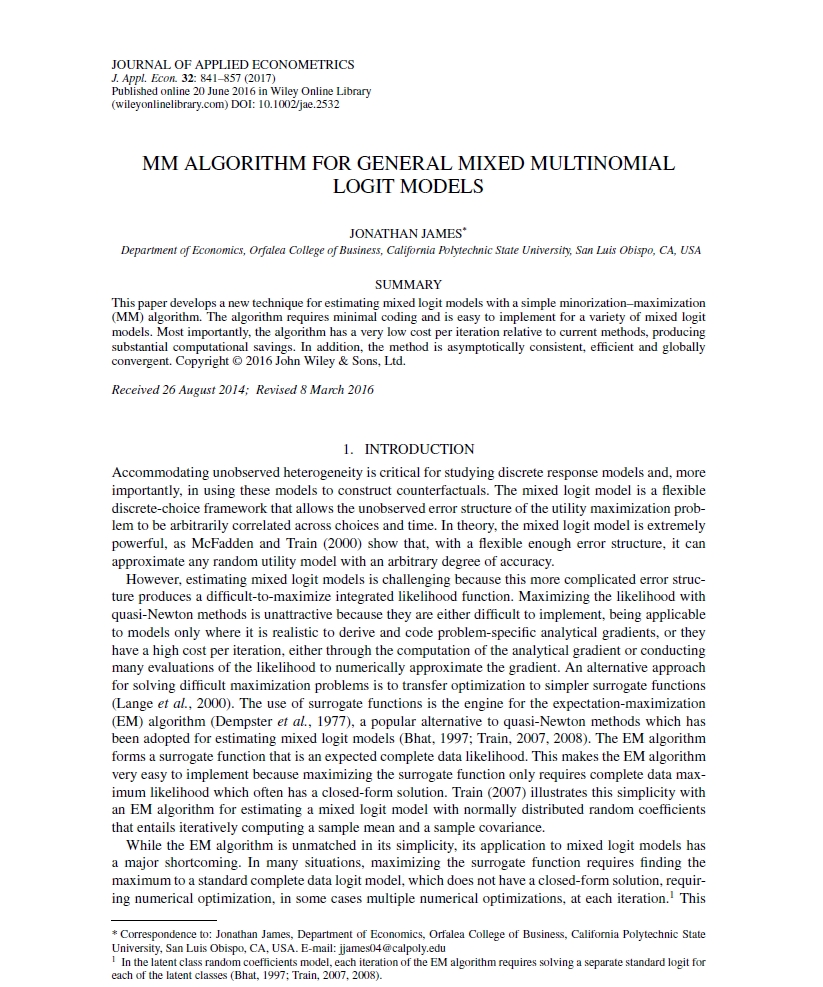 JOURNAL OF APPLIED ECONOMETRICS
J. Appl. Econ. 32: 841–857 (2017)
Published online 20 June 2016 in Wiley Online Library
(wileyonlinelibrary.com) DOI: 10.1002/jae.2532
MM ALGORITHM FOR GENERAL MIXED MULTINOMIAL
LOGIT MODELS
JONATHAN JAMES*
Department of Economics, Orfalea College of Business, California Polytechnic State University, San Luis Obispo, CA, USA
SUMMARY
This paper develops a new technique for estimating mixed logit models with a simple minorization–maximization
(MM) algorithm. The algorithm requires minimal coding and is easy to implement for a variety of mixed logit
models. Most importantly, the algorithm has a very low cost per iteration relative to current methods, producing
substantial computational savings. In addition, the method is asymptotically consistent, efficient and globally
convergent. Copyright © 2016 John Wiley & Sons, Ltd.
Received 26 August 2014; Revised 8 March 2016
1. INTRODUCTION
Accommodating unobserved heterogeneity is critical for studying discrete response models and, more
importantly, in using these models to construct counterfactuals. The mixed logit model is a flexible
discrete-choice framework that allows the unobserved error structure of the utility maximization prob-
lem to be arbitrarily correlated across choices and time. In theory, the mixed logit model is extremely
powerful, as McFadden and Train (2000) show that, with a flexible enough error structure, it can
approximate any random utility model with an arbitrary degree of accuracy.
However, estimating mixed logit models is challenging because this more complicated error struc-
ture produces a difficult-to-maximize integrated likelihood function. Maximizing the likelihood with
quasi-Newton methods is unattractive because they are either difficult to implement, being applicable
to models only where it is realistic to derive and code problem-specific analytical gradients, or they
have a high cost per iteration, either through the computation of the analytical gradient or conducting
many evaluations of the likelihood to numerically approximate the gradient. An alternative approach
for solving difficult maximization problems is to transfer optimization to simpler surrogate functions
(Lange et al., 2000). The use of surrogate functions is the engine for the expectation-maximization
(EM) algorithm (Dempster et al., 1977), a popular alternative to quasi-Newton methods which has
been adopted for estimating mixed logit models (Bhat, 1997; Train, 2007, 2008). The EM algorithm
forms a surrogate function that is an expected complete data likelihood. This makes the EM algorithm
very easy to implement because maximizing the surrogate function only requires complete data max-
imum likelihood which often has a closed-form solution. Train (2007) illustrates this simplicity with
an EM algorithm for estimating a mixed logit model with normally distributed random coefficients
that entails iteratively computing a sample mean and a sample covariance.
While the EM algorithm is unmatched in its simplicity, its application to mixed logit models has
a major shortcoming. In many situations, maximizing the surrogate function requires finding the
maximum to a standard complete data logit model, which does not have a closed-form solution, requir-
ing numerical optimization, in some cases multiple numerical optimizations, at each iteration.1 This
* Correspondence to: Jonathan James, Department of Economics, Orfalea College of Business, California Polytechnic State
University, San Luis Obispo, CA, USA. E-mail: jjames04@calpoly.edu
1 In the latent class random coefficients model, each iteration of the EM algorithm requires solving a separate standard logit for
each of the latent classes (Bhat, 1997; Train, 2007, 2008).